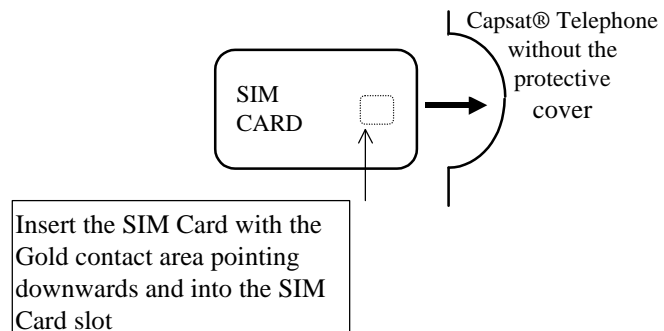 Capsat® Telephone
without the
protective
cover
SIM
CARD
Insert the SIM Card with the
Gold contact area pointing
downwards and into the SIM
Card slot